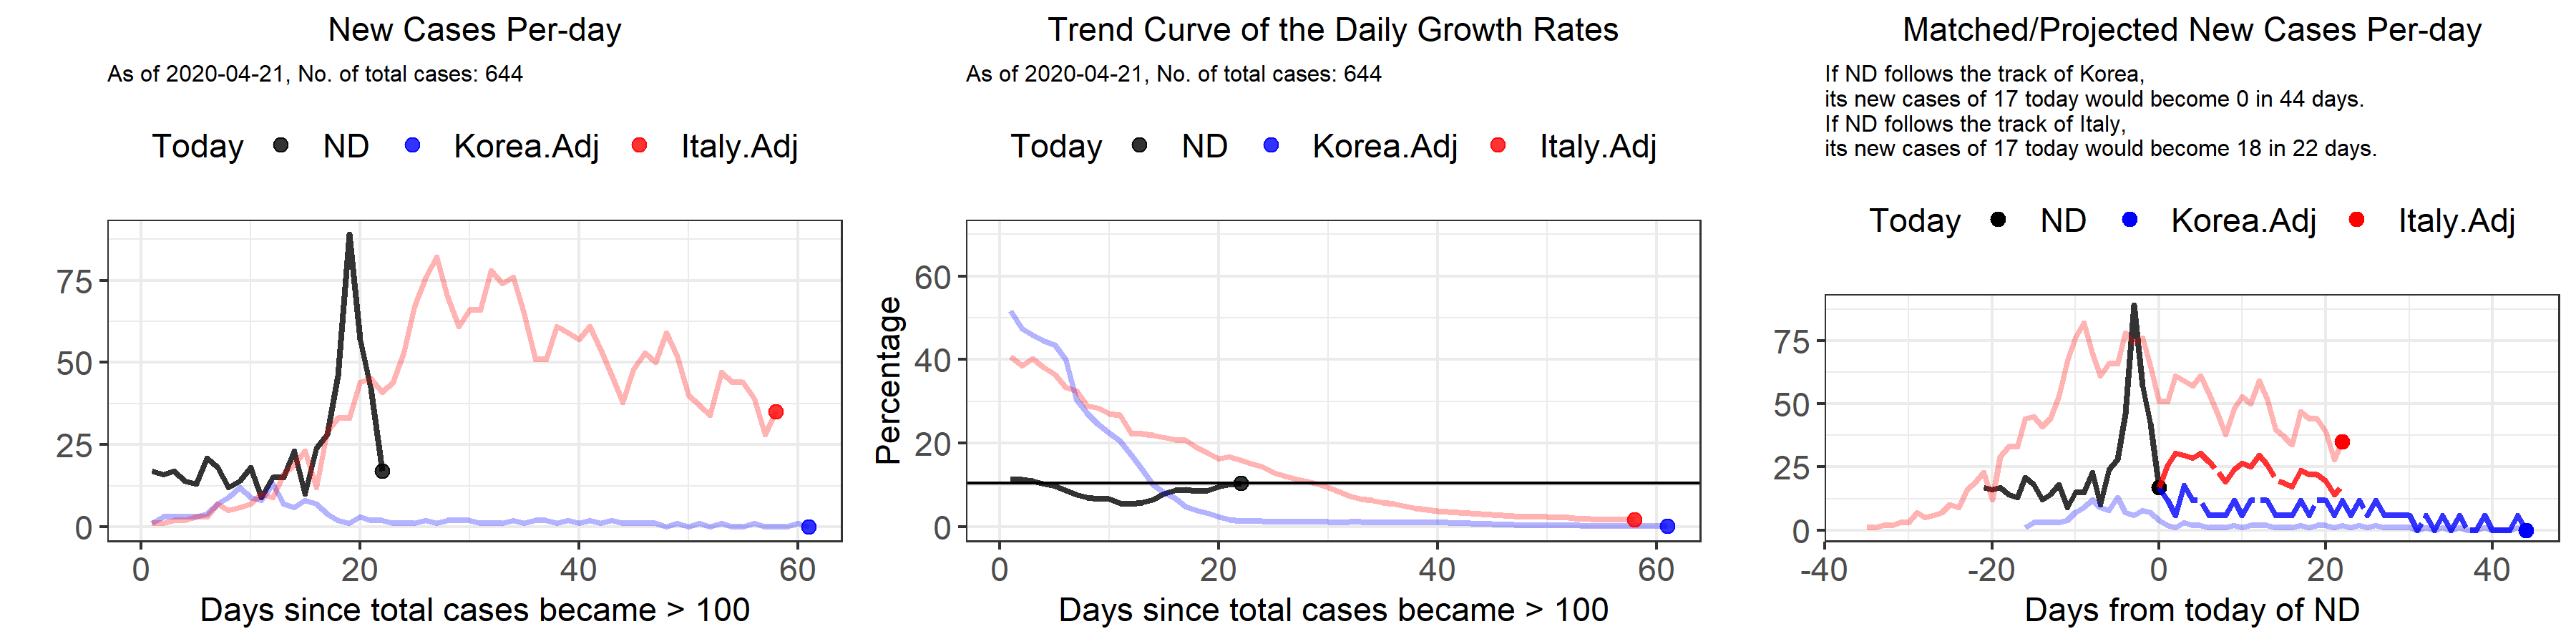 New Cases Per-day
As of 2020-04-21, No. of total cases: 644
Today ND Korea.Adj Italy.Adj
75
50
25
0
0 20 40 60
Days since total cases became > 100
Trend Curve of the Daily Growth Rates
As of 2020-04-21, No. of total cases: 644
Today ND Korea.Adj Italy.Adj
Percentage
60
40
20
0
0 20 40 60
Days since total cases became > 100
Matched/Projected New Cases Per-day
If ND follows the track of Korea,
its new cases of 17 today would become 0 in 44 days.
If ND follows the track of Italy,
its new cases of 17 today would become 18 in 22 days.
Today ND Korea.Adj Italy.Adj
75
50
25
0
-40 -20 0 20 40
Days from today of ND